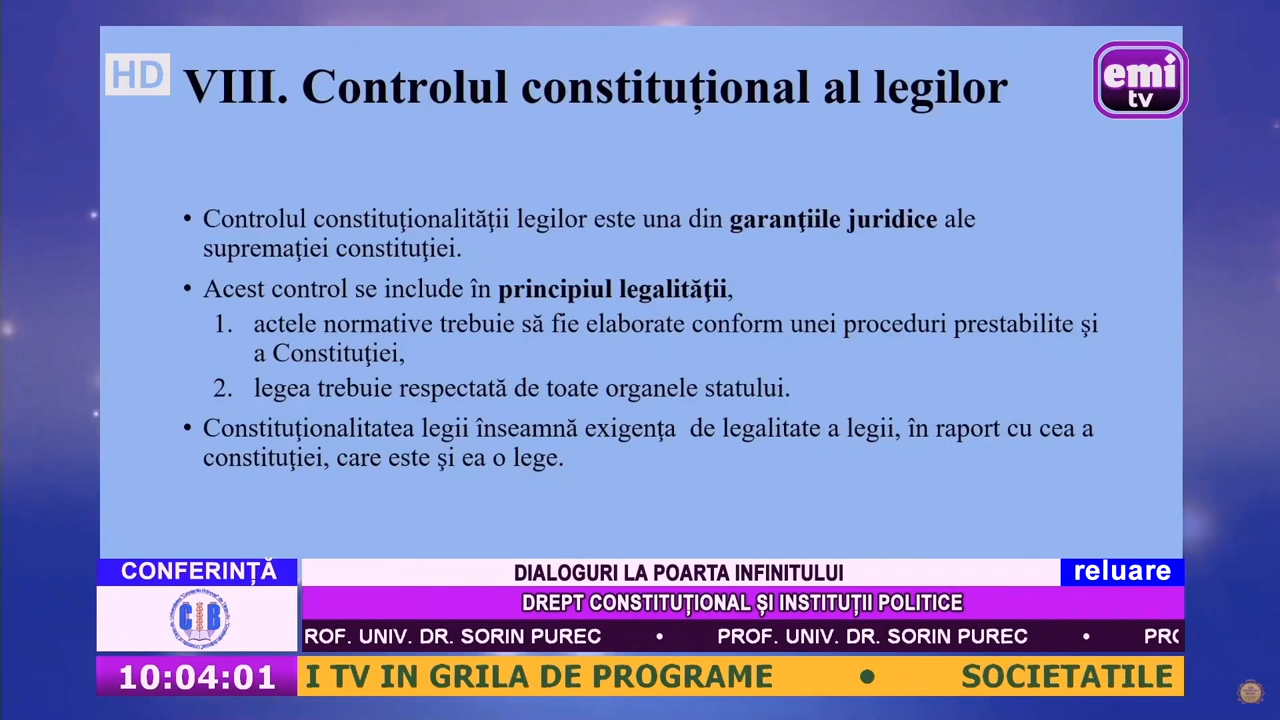 HD
VIII. Controlul constituțional al legilor
emi
tv
• Controlul constituţionalităţii legilor este una din garanţiile juridice ale
supremaţiei constituţiei.
• Acest control se include în principiul legalităţii,
1. actele normative trebuie să fie elaborate conform unei proceduri prestabilite şi
a Constituţiei,
2. legea trebuie respectată de toate organele statului.
• Constituţionalitatea legii înseamnă exigenţa de legalitate a legii, în raport cu cea a
constituţiei, care este şi ea o lege.
CONFERINȚĂ
DIALOGURI LA POARTA INFINITULUI
reluare
DREPT CONSTITUȚIONAL ȘI INSTITUȚII POLITICE
CB
ROF. UNIV. DR. SORIN PUREC • PROF. UNIV. DR. SORIN PUREC • PRO
10:04:01
I TV IN GRILA DE PROGRAME • SOCIETATILE